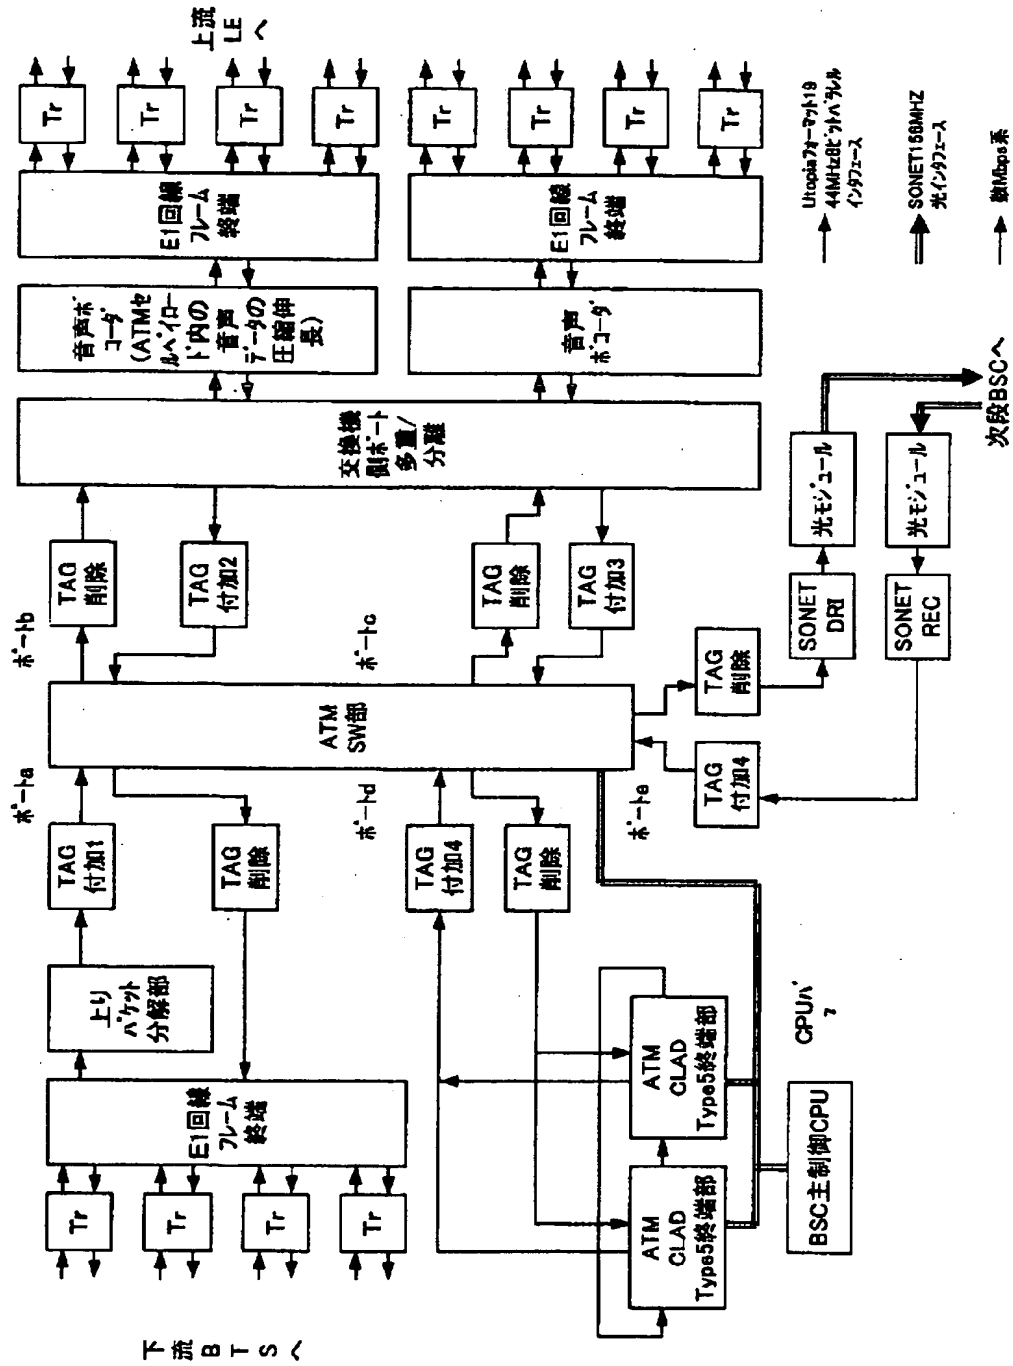 下流BTSへ
Tr
Tr
Tr
Tr
E1回線
フレーム
終端
上り
パケット
分解部
TAG
付加1
TAG
削除
ポートa
ATM
SW部
ポートb
TAG
削除
TAG
付加2
ポートd
TAG
付加4
TAG
削除
ポートc
TAG
削除
TAG
付加3
交換機
側ポート
多重/
分離
音声ボ
コーダ
(ATMセ
ルペイロー
ド内の
音声
データの
圧縮伸
長)
音声
ボコーダ
E1回線
フレーム
終端
E1回線
フレーム
終端
Tr
Tr
Tr
Tr
Tr
Tr
Tr
Tr
上流
LEへ
ATM
CLAD
Type5終端部
ATM
CLAD
Type5終端部
BSC主制御CPU
CPUバ
ス
ポートe
TAG
付加4
TAG
削除
SONET
DRI
SONET
REC
光モジュール
光モジュール
次段BSCへ
Utopiaフォーマット19
44MHz8ビットパラレル
インタフェース
SONET156MHZ
光インタフェース
数Mbps系